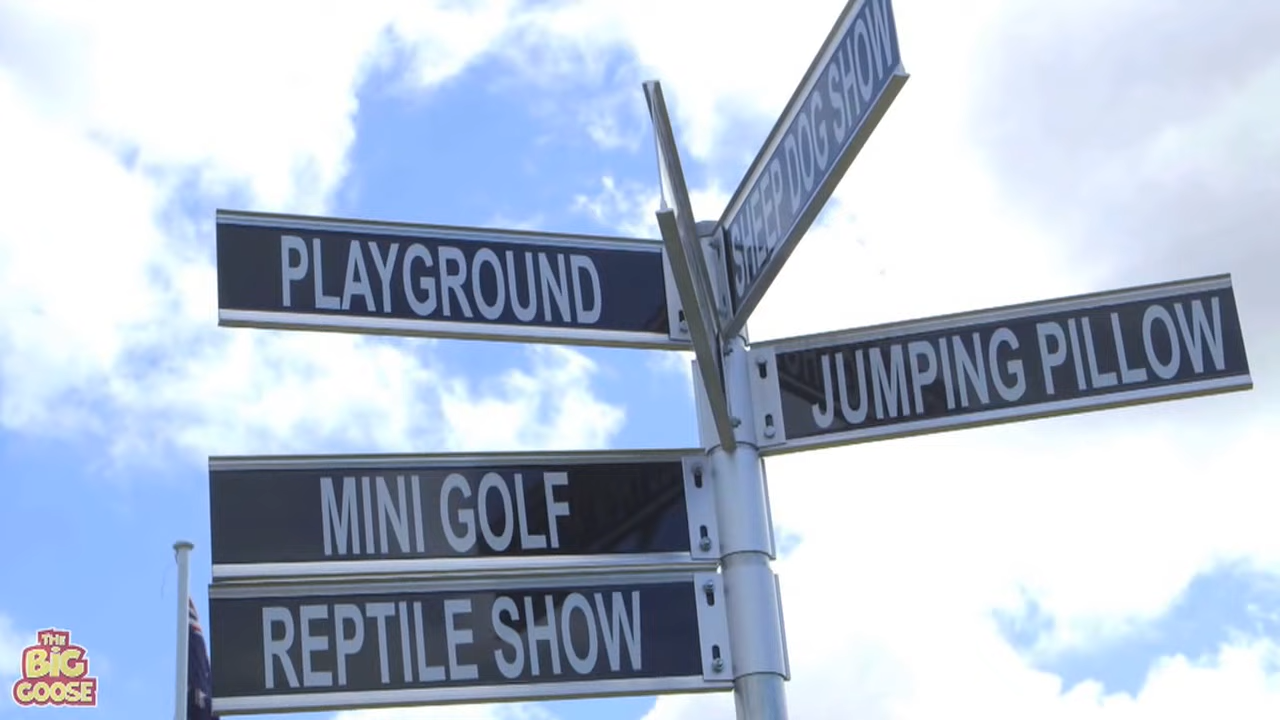 SHEEP DOG SHOW
PLAYGROUND
JUMPING PILLOW
MINI GOLF
REPTILE SHOW
THE
BIG
GOOSE